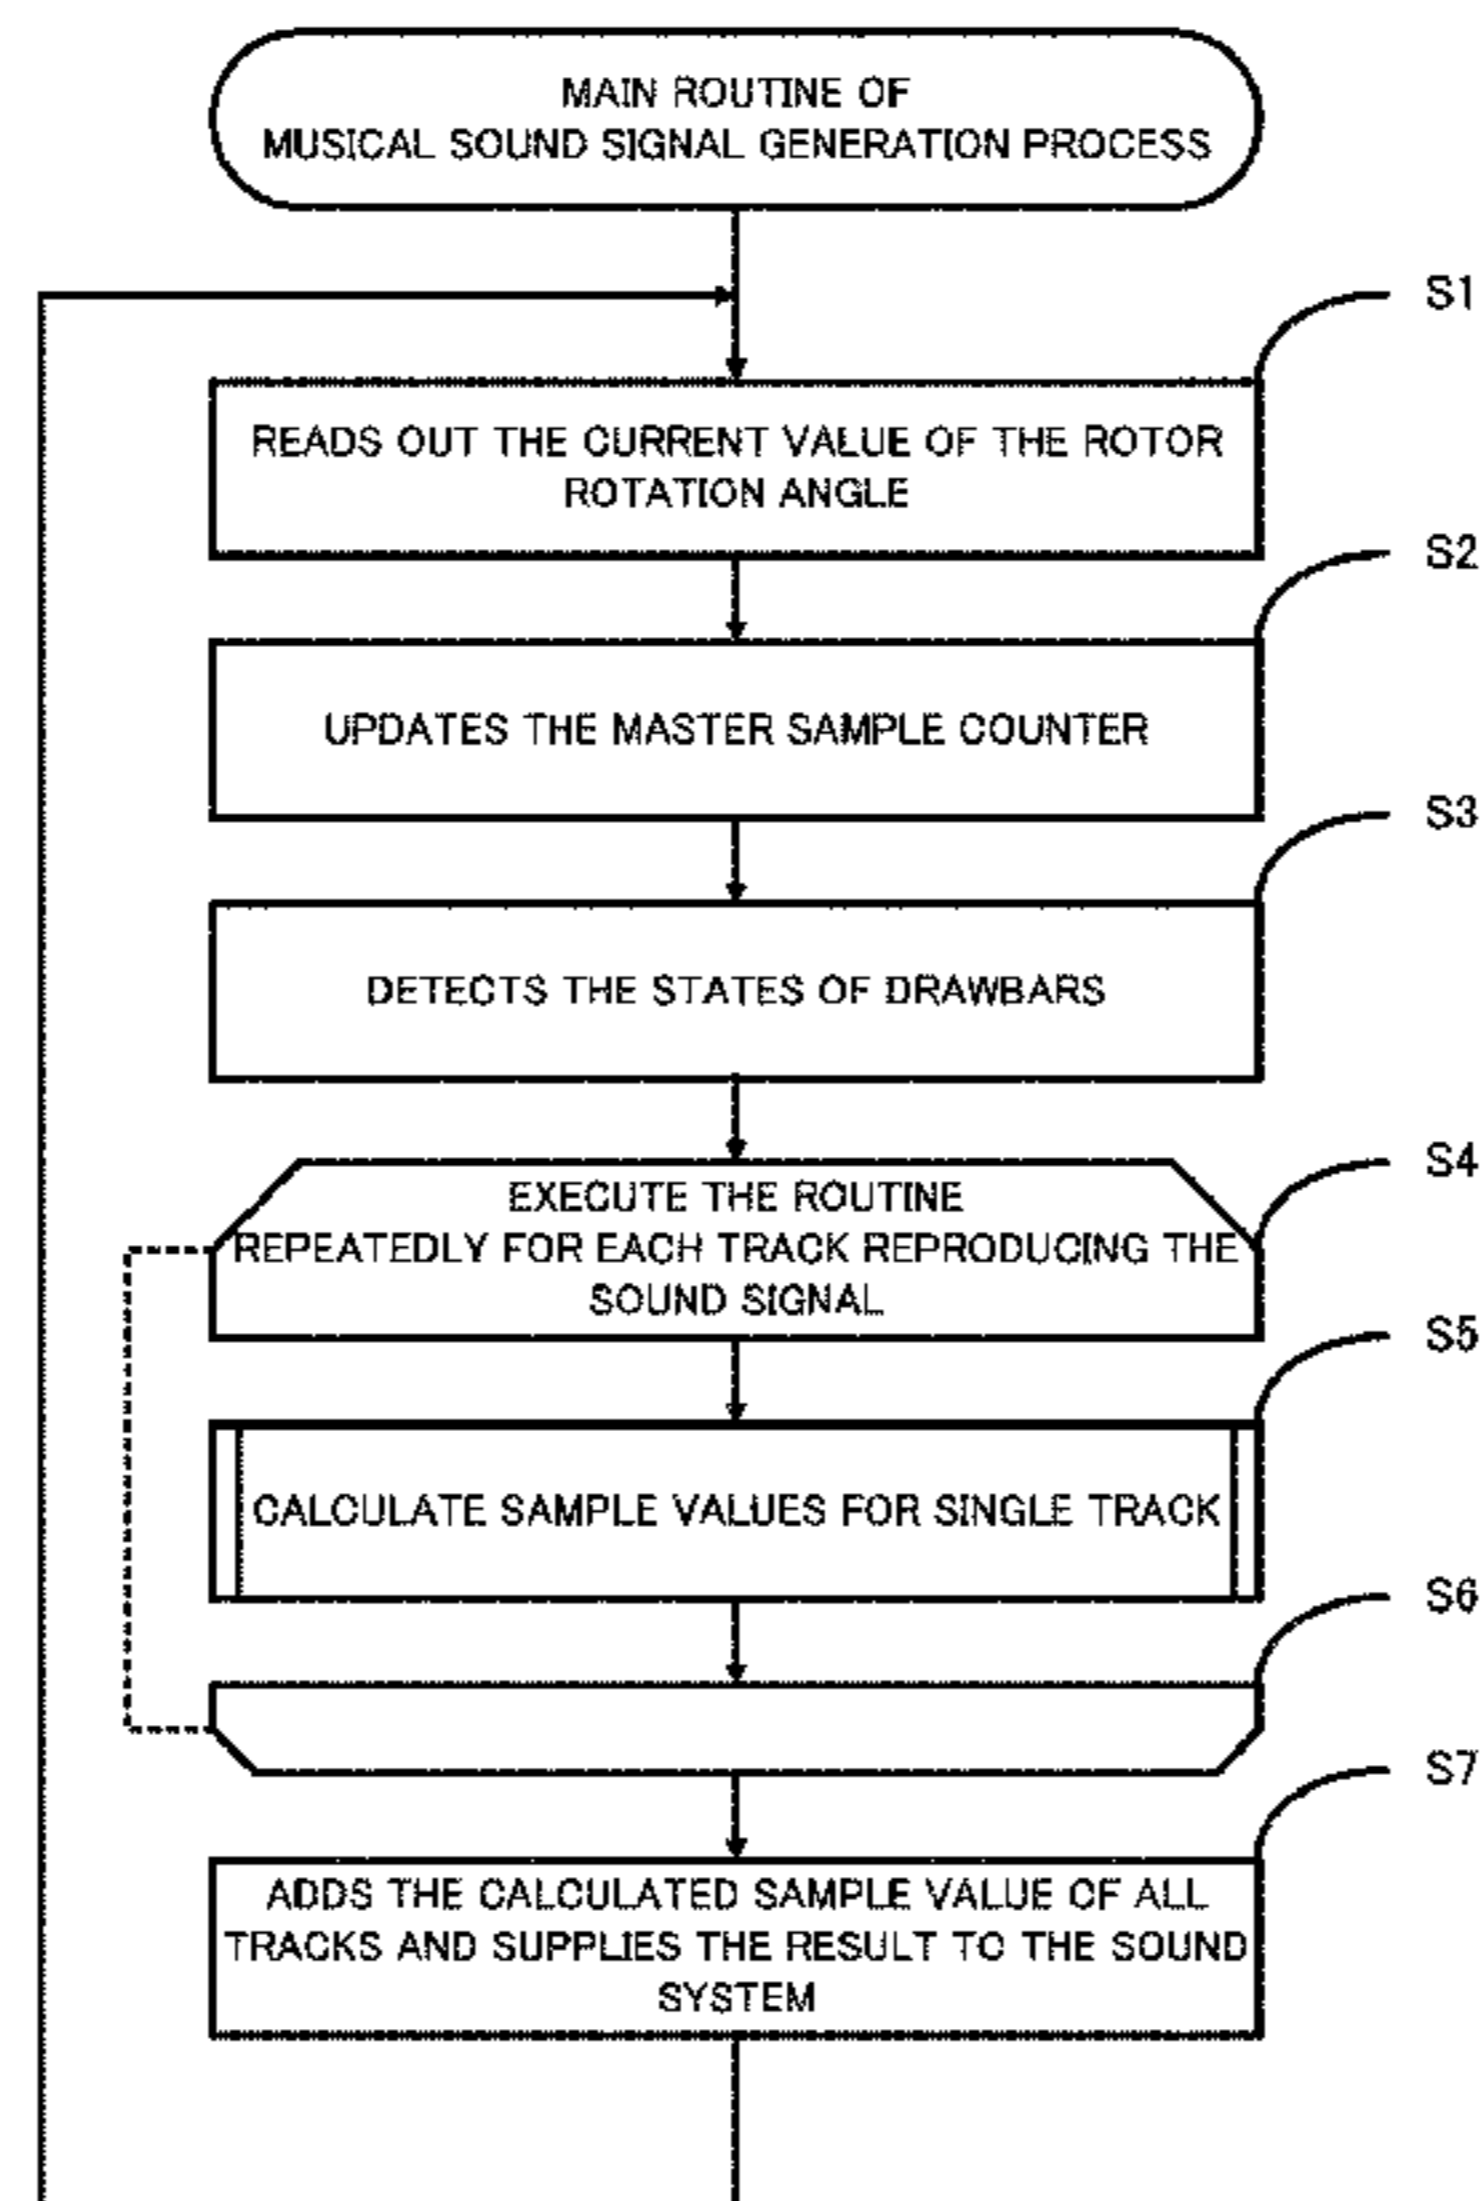 MAIN ROUTINE OF
MUSICAL SOUND SIGNAL GENERATION PROCESS
S1
READS OUT THE CURRENT VALUE OF THE ROTOR
ROTATION ANGLE
S2
UPDATES THE MASTER SAMPLE COUNTER
S3
DETECTS THE STATES OF DRAWBARS
S4
EXECUTE THE ROUTINE
REPEATEDLY FOR EACH TRACK REPRODUCING THE
SOUND SIGNAL
S5
CALCULATE SAMPLE VALUES FOR SINGLE TRACK
S6
S7
ADDS THE CALCULATED SAMPLE VALUE OF ALL
TRACKS AND SUPPLIES THE RESULT TO THE SOUND
SYSTEM